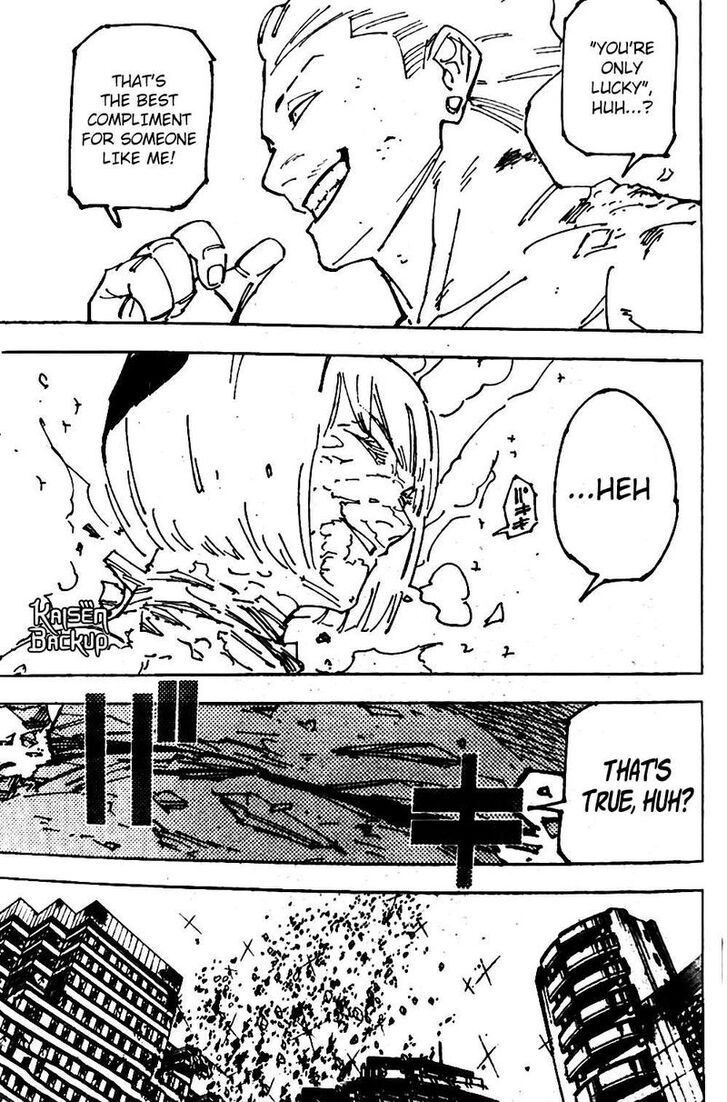 "YOU'RE
ONLY
LUCKY",
HUH...?
THAT'S
THE BEST
COMPLIMENT
FOR SOMEONE
LIKE ME!
...HEH
KAISEN
BACKUP
THAT'S
TRUE, HUH?